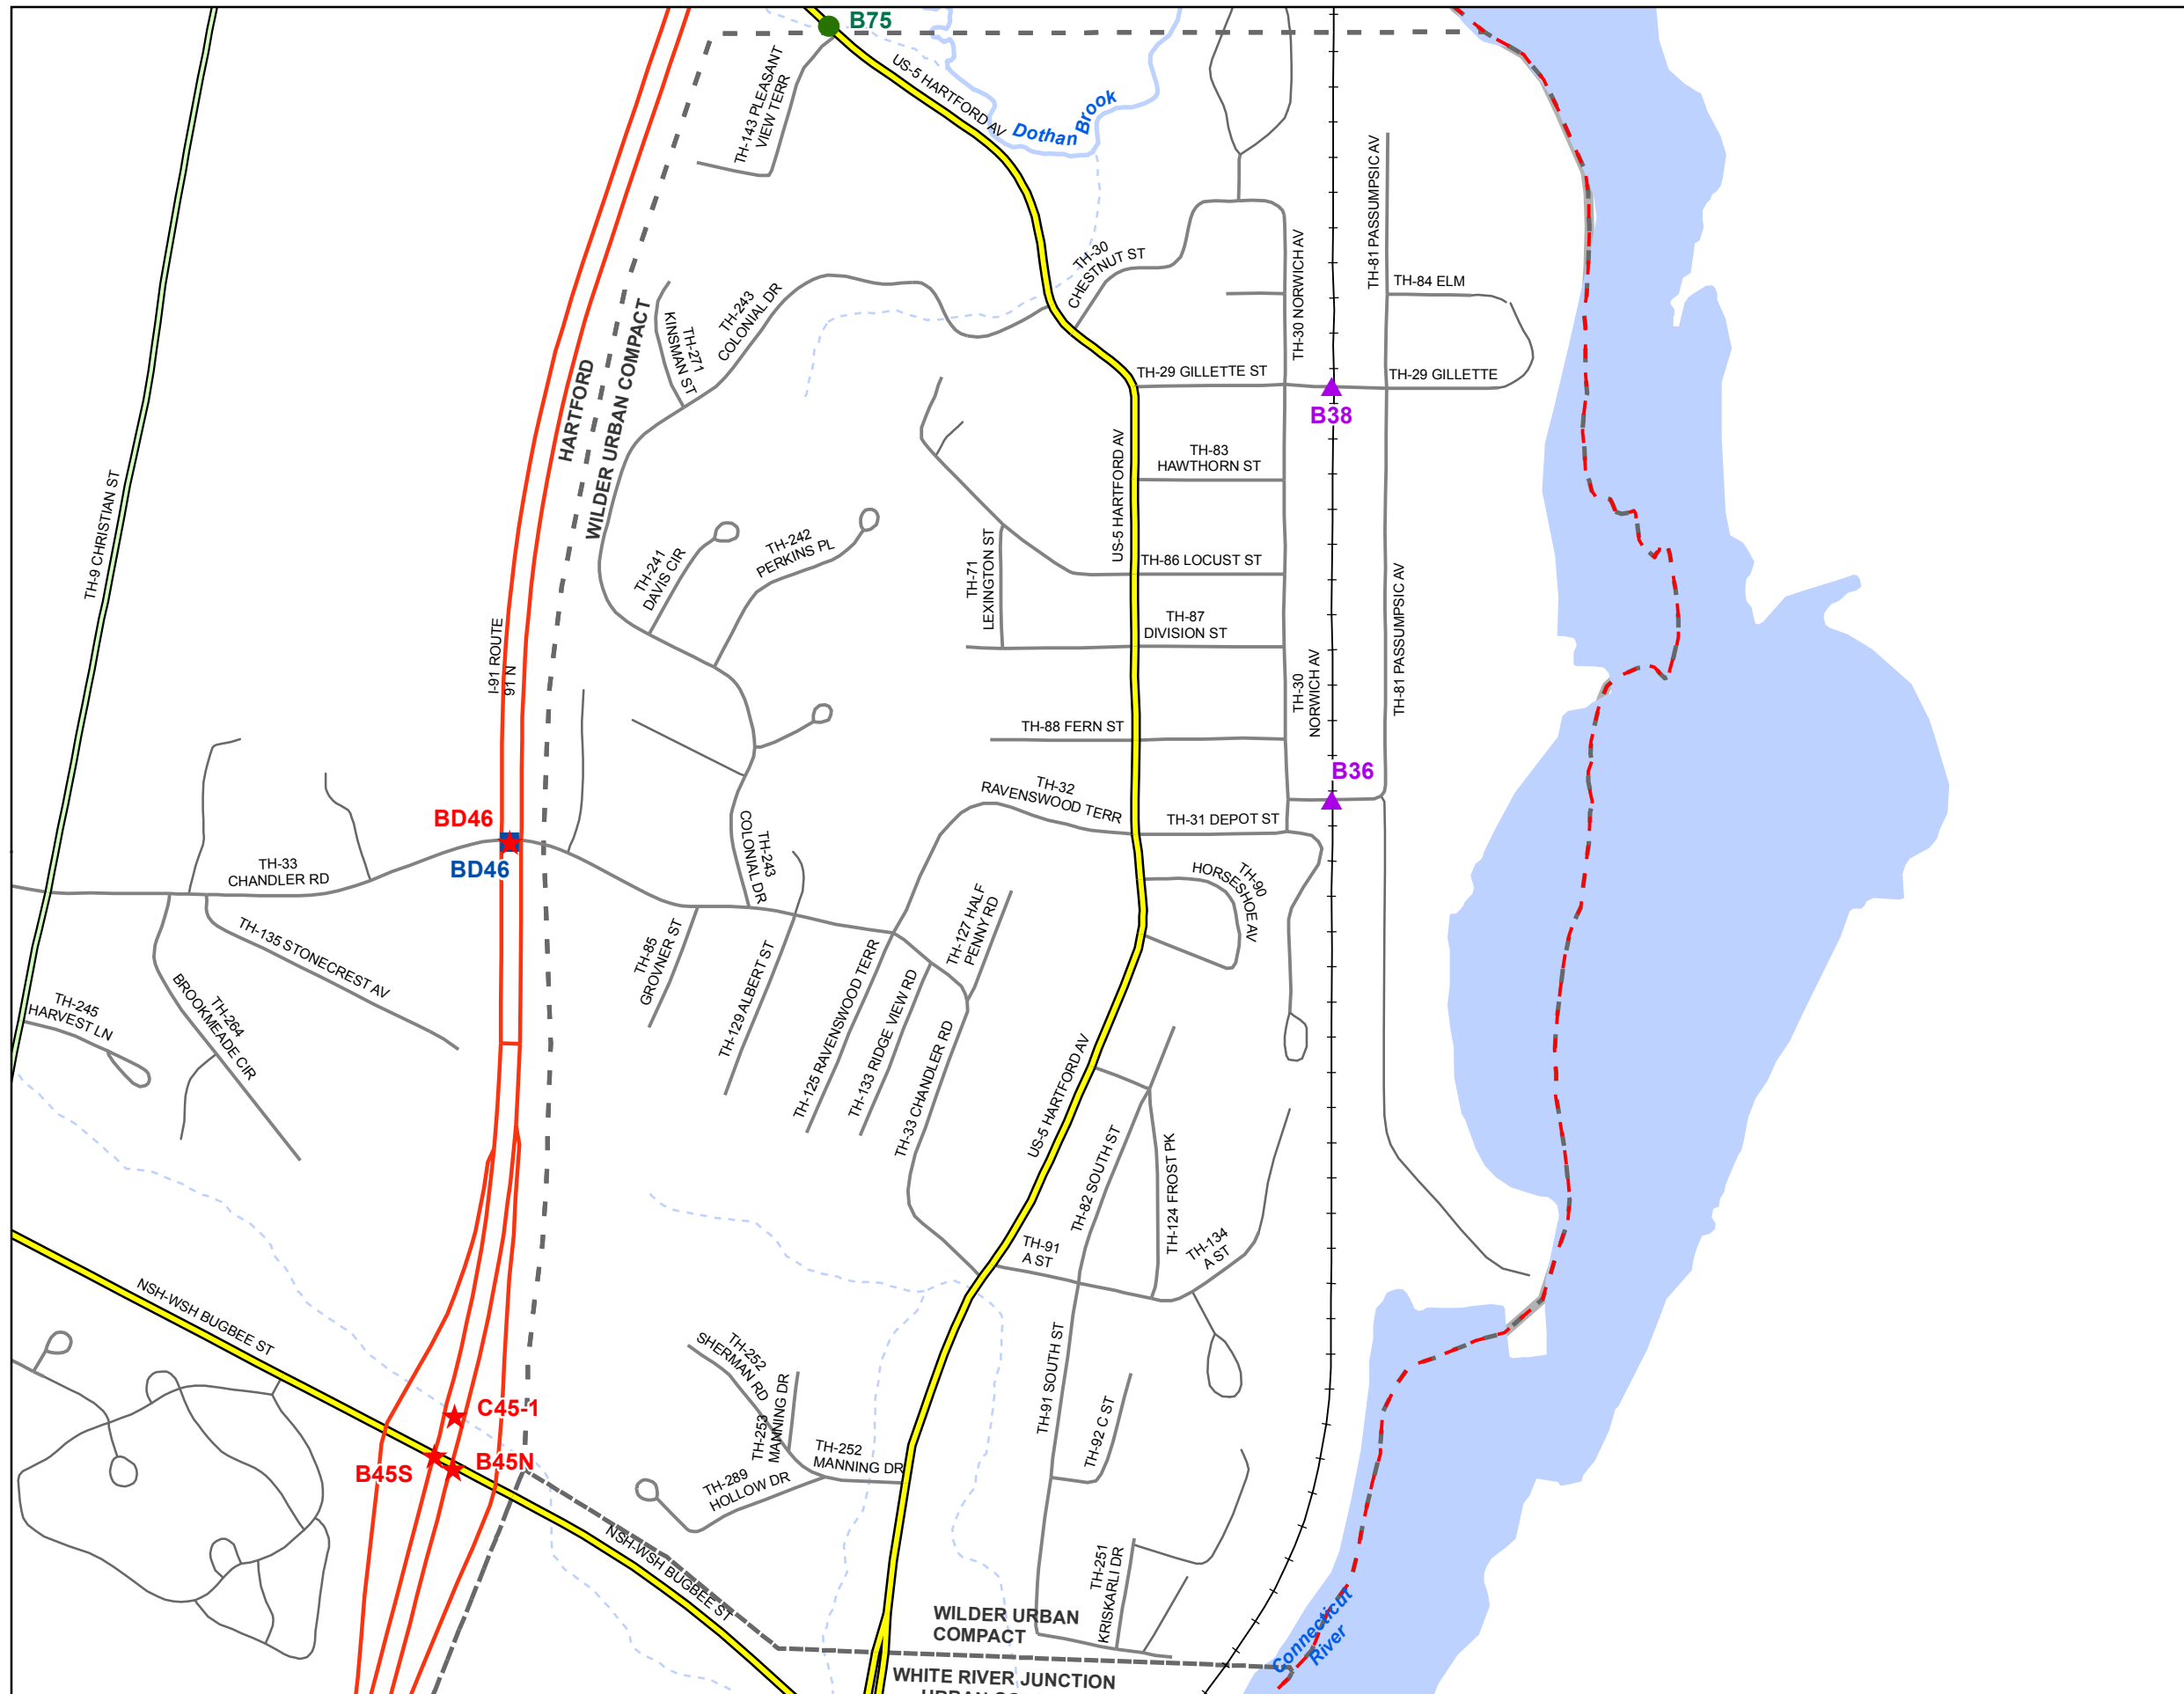 B75
US-5 HARTFORD AV
Dothan Brook
TH-143 PLEASANT
VIEW TERR
TH-81 PASSUMPSIC AV
TH-30
CHESTNUT ST
TH-30 NORWICH AV
TH-84 ELM
TH-243
COLONIAL DR
TH-271
KINSMAN ST
HARTFORD
WILDER URBAN COMPACT
TH-29 GILLETTE ST
TH-29 GILLETTE
B38
TH-9 CHRISTIAN ST
US-5 HARTFORD AV
TH-83
HAWTHORN ST
TH-242
PERKINS PL
TH-241
DAVIS CIR
TH-71
LEXINGTON ST
TH-86 LOCUST ST
TH-87
DIVISION ST
TH-81 PASSUMPSIC AV
I-91 ROUTE
91 N
TH-30
NORWICH AV
TH-88 FERN ST
B36
TH-32
RAVENSWOOD TERR
TH-31 DEPOT ST
BD46
BD46
TH-33
CHANDLER RD
TH-243
COLONIAL DR
TH-90
HORSESHOE AV
TH-135 STONECREST AV
TH-85
GROVNER ST
TH-129 ALBERT ST
TH-127 HALF
PENNY RD
TH-125 RAVENSWOOD TERR
TH-133 RIDGE VIEW RD
TH-33 CHANDLER RD
TH-245
HARVEST LN
TH-264
BROOKMEADE CIR
US-5 HARTFORD AV
TH-82 SOUTH ST
TH-124 FROST PK
TH-91
A ST
TH-134
A ST
NSH-WSH BUGBEE ST
TH-252
SHERMAN RD
TH-253
MANNING DR
TH-252
MANNING DR
TH-289
HOLLOW DR
TH-91 SOUTH ST
TH-92 C ST
C45-1
B45S
B45N
NSH-WSH BUGBEE ST
TH-251
KRISKARLI DR
WILDER URBAN
COMPACT
WHITE RIVER JUNCTION
Connecticut
River